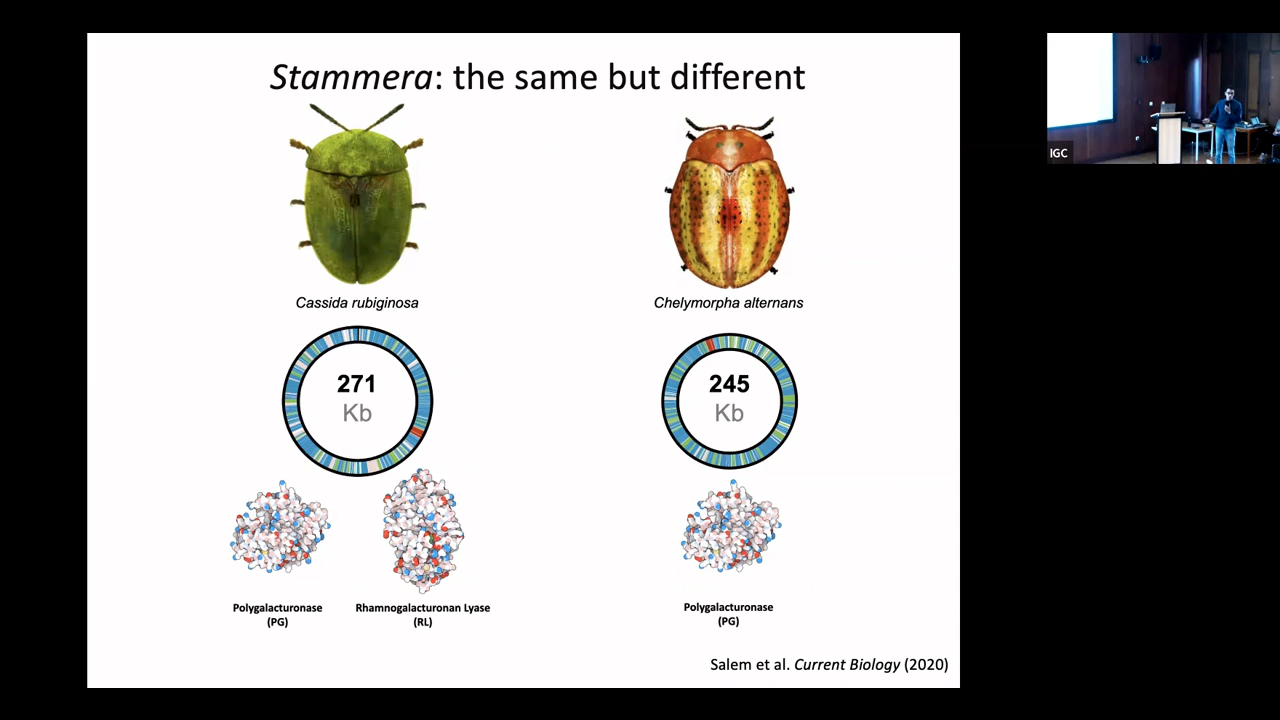 Stammera: the same but different
Cassida rubiginosa
Chelymorpha alternans
271
Kb
245
Kb
Polygalacturonase
(PG)
Rhamnogalacturonan Lyase
(RL)
Polygalacturonase
(PG)
Salem et al. Current Biology (2020)
IGC